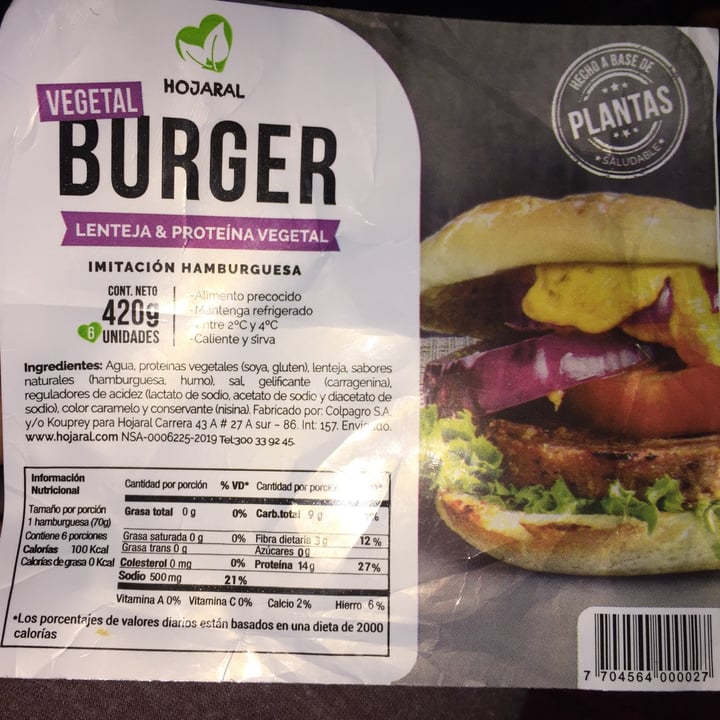 HOJARAL
VEGETAL
BURGER
LENTEJA & PROTEÍNA VEGETAL
IMITACIÓN HAMBURGUESA
CONT. NETO
420g
6 UNIDADES
-Alimento precocido
-Mantenga refrigerado
entre 2ºC y 4ºC
-Caliente y sirva
HECHO A BASE DE
PLANTAS
SALUDABLE
Ingredientes: Agua, proteinas vegetales (soya, gluten), lenteja, sabores
naturales (hamburguesa, humo), sal, gelificante (carragenina),
reguladores de acidez (lactato de sodio, acetato de sodio y diacetato de
sodio), color caramelo y conservante (nisina). Fabricado por: Colpagro S.A.
y/o Kouprey para Hojaral Carrera 43 A # 27 A sur - 86. Int: 157.
www.hojaral.com NSA-0006225-2019 Tel:300 33 92 45.
Información
Nutricional
Tamaño por porción
1 hamburguesa (70g)
Contiene 6 porciones
Calorías 100 Kcal
Calorías de grasa 0 Kcal
Cantidad por porción % VD* Cantidad por porción
Grasa total 0 g 0% Carb.total 9 g
Grasa saturada 0 g 0% Fibra dietaria 3 g 12 %
Grasa trans 0 g Azúcares 0 g
Colesterol 0 mg 0% Proteína 14 g 27%
Sodio 500 mg 21 %
Vitamina A 0% Vitamina C 0% Calcio 2% Hierro 6 %
*Los porcentajes de valores diarios están basados en una dieta de 2000
calorías
7 704564 000027